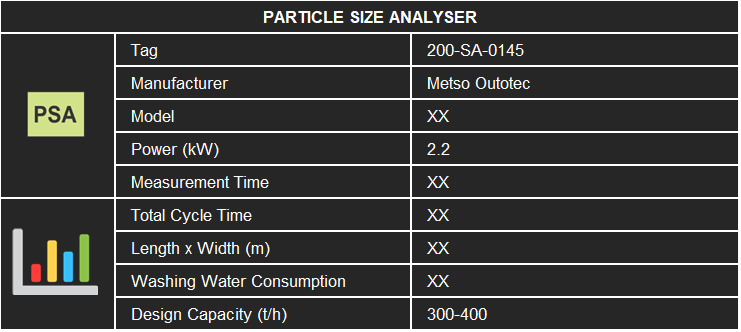 PARTICLE SIZE ANALYSER
PSA
Tag 200-SA-0145
Manufacturer Metso Outotec
Model XX
Power (kW) 2.2
Measurement Time XX
Total Cycle Time XX
Length x Width (m) XX
Washing Water Consumption XX
Design Capacity (t/h) 300-400